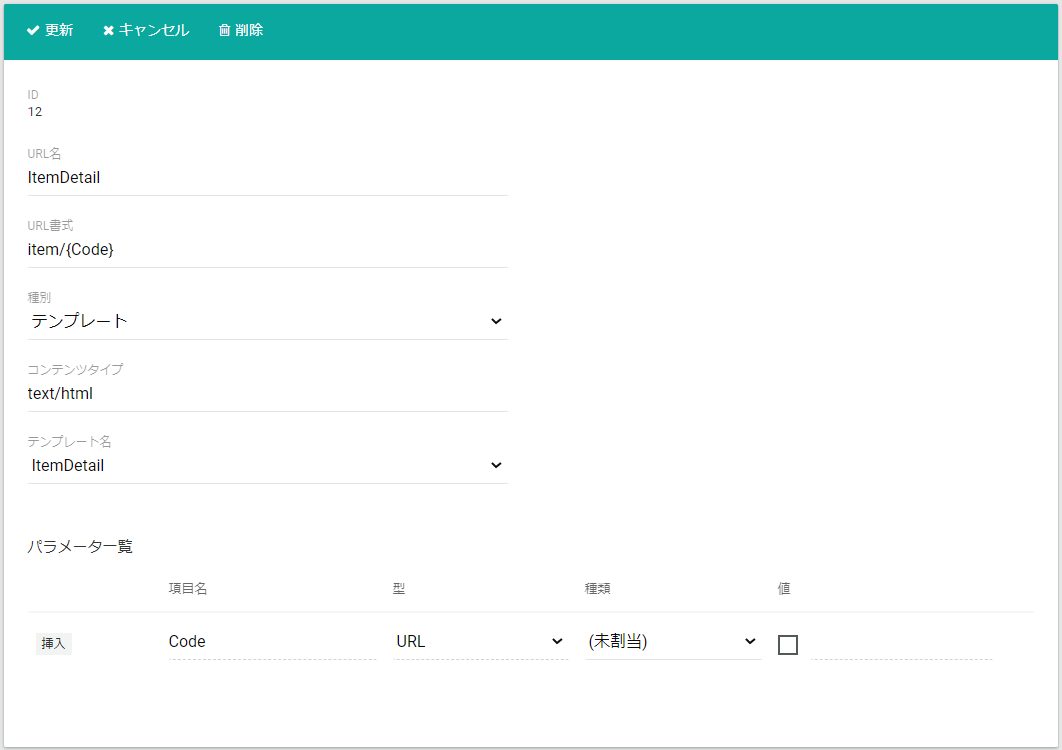 更新 キャンセル 削除
ID
12
URL名
ItemDetail
URL書式
item/{Code}
種別
テンプレート
コンテンツタイプ
text/html
テンプレート名
ItemDetail
パラメータ一覧
項目名 型 種類 値
挿入 Code URL (未割当)